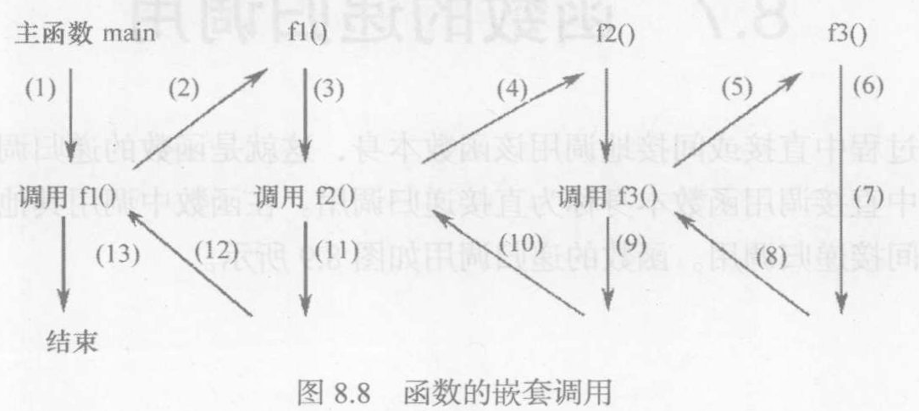 主函数 main f1() f2() f3()
(1) (2) (3) (4) (5) (6)
调用 f1() 调用 f2() 调用 f3() (7)
(13) (12) (11) (10) (9) (8)
结束
图 8.8 函数的嵌套调用